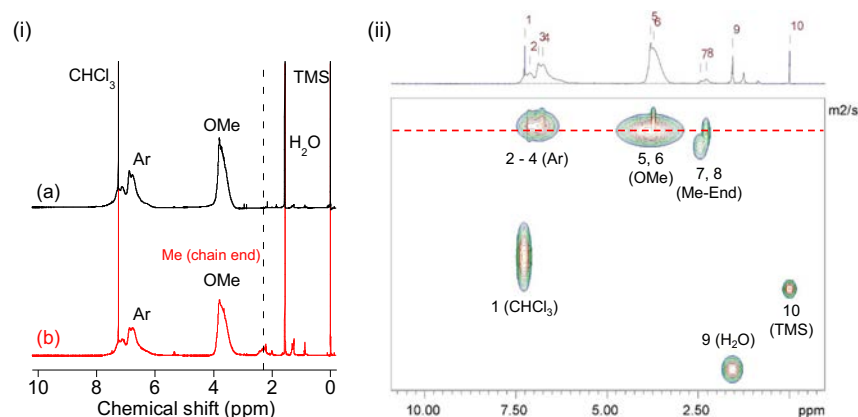 (i)
CHCl3
TMS
OMe
H2O
Ar
(a)
Me (chain end)
OMe
Ar
(b)
10 8 6 4 2 0
Chemical shift (ppm)
(ii)
1 2 34 5 6 78 9 10
m2/s
2 - 4 (Ar)
5, 6
(OMe)
7, 8
(Me-End)
1 (CHCl3)
10
(TMS)
9 (H2O)
10.00 7.50 5.00 2.50 ppm